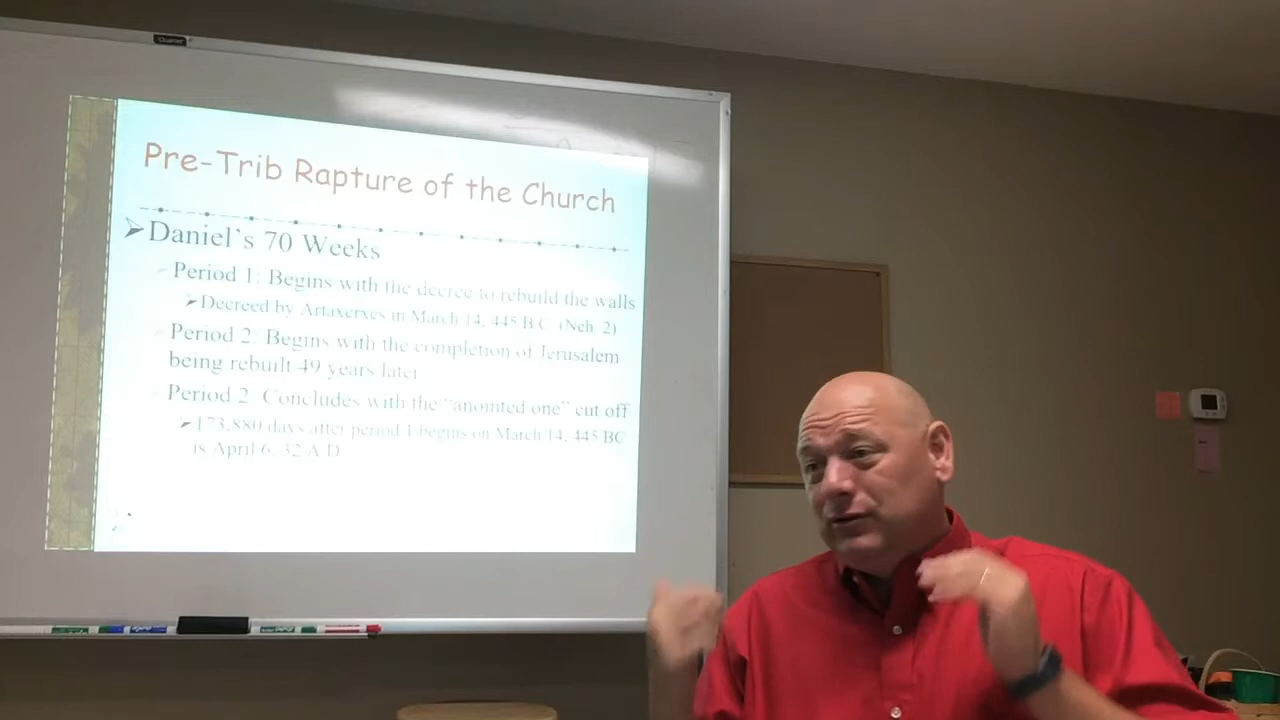 Pre-Trib Rapture of the Church
Daniel's 70 Weeks
Period 1: Begins with the decree to rebuild the walls
Decreed by Artaxerxes in March 14, 445 B.C. (Neh. 2)
Period 2: Begins with the completion of Jerusalem
being rebuilt 49 years later
Period 2: Concludes with the "anointed one" cut off
173,880 days after period 1 begins on March 14, 445 BC
is April 6, 32 A.D.